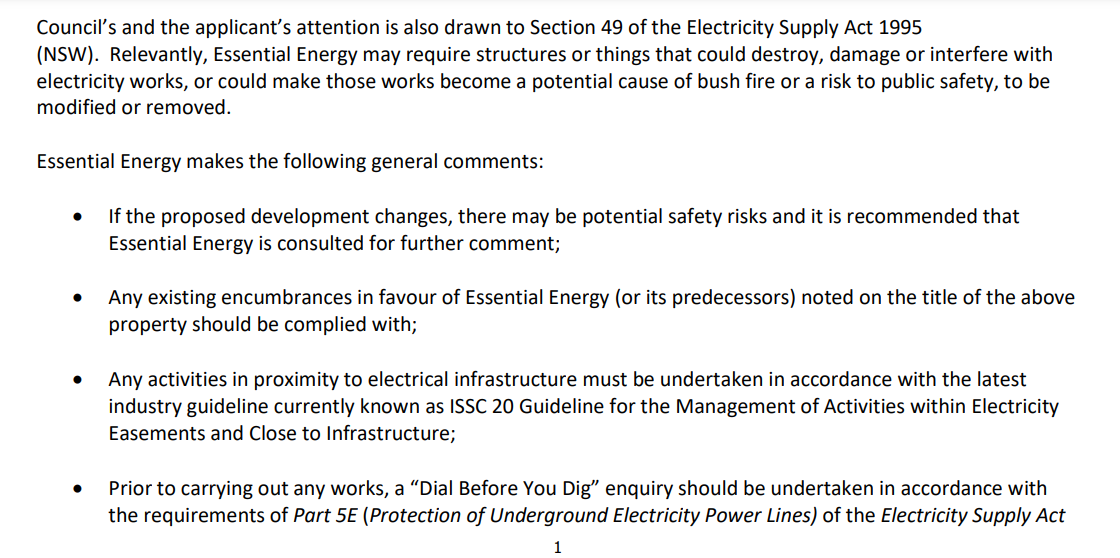 Council’s and the applicant’s attention is also drawn to Section 49 of the Electricity Supply Act 1995
(NSW).  Relevantly, Essential Energy may require structures or things that could destroy, damage or interfere with
electricity works, or could make those works become a potential cause of bush fire or a risk to public safety, to be
modified or removed.
Essential Energy makes the following general comments:
• If the proposed development changes, there may be potential safety risks and it is recommended that
Essential Energy is consulted for further comment;
• Any existing encumbrances in favour of Essential Energy (or its predecessors) noted on the title of the above
property should be complied with;
• Any activities in proximity to electrical infrastructure must be undertaken in accordance with the latest
industry guideline currently known as ISSC 20 Guideline for the Management of Activities within Electricity
Easements and Close to Infrastructure;
• Prior to carrying out any works, a “Dial Before You Dig” enquiry should be undertaken in accordance with
the requirements of Part 5E (Protection of Underground Electricity Power Lines) of the Electricity Supply Act
1